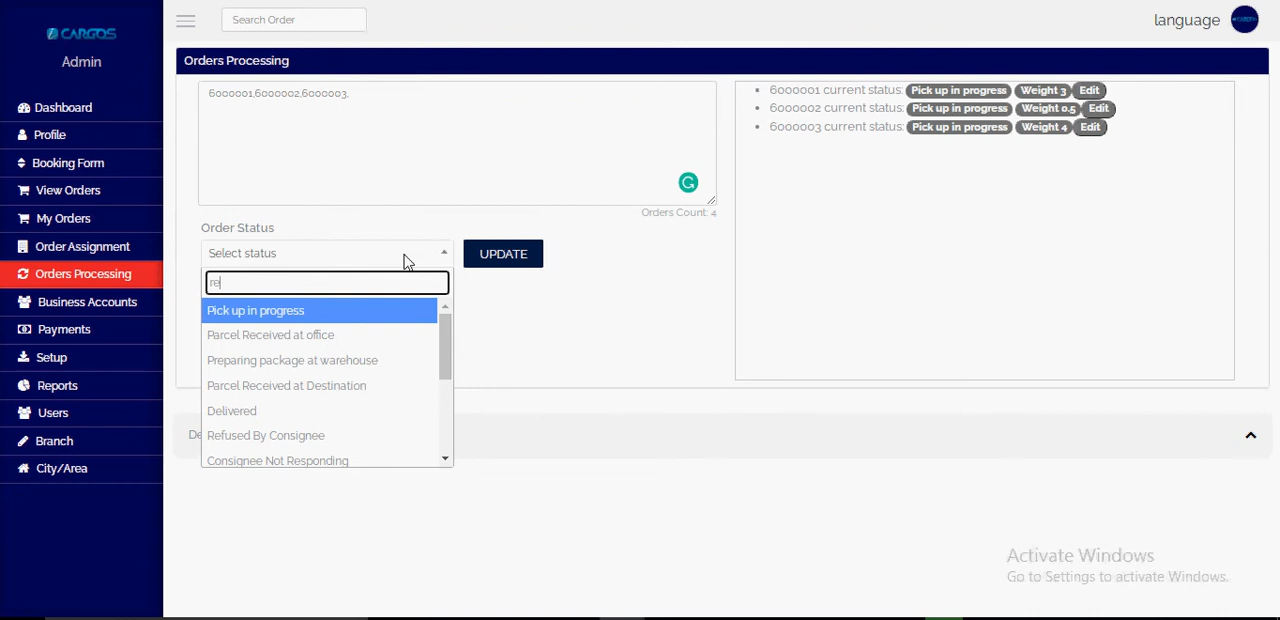 CARGOS
Admin
Dashboard
Profile
Booking Form
View Orders
My Orders
Order Assignment
Orders Processing
Business Accounts
Payments
Setup
Reports
Users
Branch
City/Area
Search Order
language
Orders Processing
6000001,6000002,6000003,
Orders Count: 4
Order Status
Select status
UPDATE
re
Pick up in progress
Parcel Received at office
Preparing package at warehouse
Parcel Received at Destination
Delivered
Refused By Consignee
Consignee Not Responding
De
6000001 current status: Pick up in progress Weight 3 Edit
6000002 current status: Pick up in progress Weight 0.5 Edit
6000003 current status: Pick up in progress Weight 4 Edit
Activate Windows
Go to Settings to activate Windows.